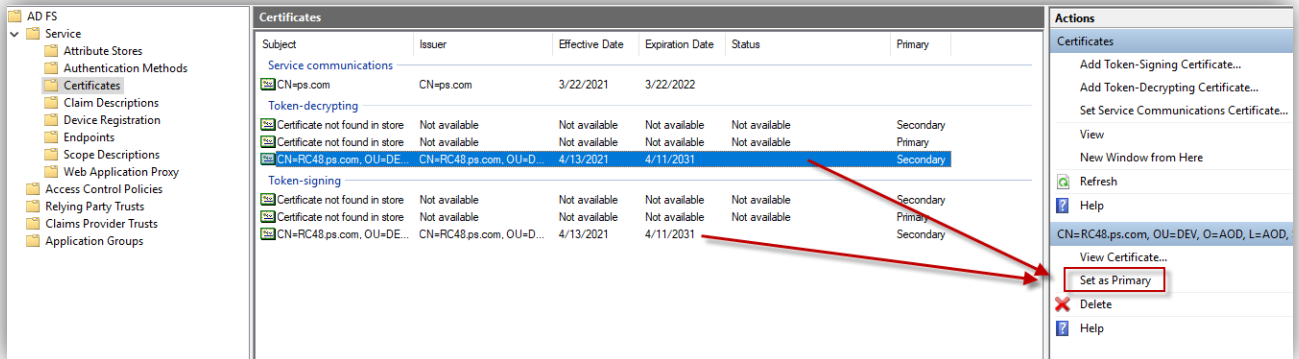 AD FS
Service
Attribute Stores
Authentication Methods
Certificates
Claim Descriptions
Device Registration
Endpoints
Scope Descriptions
Web Application Proxy
Access Control Policies
Relying Party Trusts
Claims Provider Trusts
Application Groups
Certificates
Subject Issuer Effective Date Expiration Date Status Primary
Service communications
CN=ps.com CN=ps.com 3/22/2021 3/22/2022
Token-decrypting
Certificate not found in store Not available Not available Not available Not available Secondary
Certificate not found in store Not available Not available Not available Not available Primary
CN=RC48.ps.com, OU=DE... CN=RC48.ps.com, OU=D... 4/13/2021 4/11/2031 Secondary
Token-signing
Certificate not found in store Not available Not available Not available Not available Secondary
Certificate not found in store Not available Not available Not available Not available Primary
CN=RC48.ps.com, OU=DE... CN=RC48.ps.com, OU=D... 4/13/2021 4/11/2031 Secondary
Actions
Certificates
Add Token-Signing Certificate...
Add Token-Decrypting Certificate...
Set Service Communications Certificate...
View
New Window from Here
Refresh
Help
CN=RC48.ps.com, OU=DEV, O=AOD, L=AOD,
View Certificate...
Set as Primary
Delete
Help